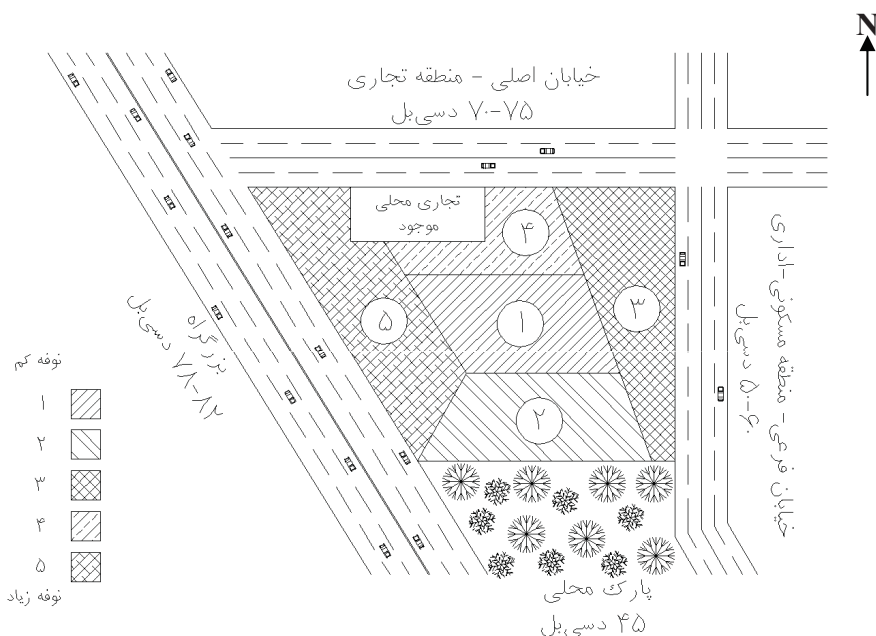 N
خیابان اصلی - منطقه تجاری
۷۰-۷۵ دسی‌بل
تجاری محلی
موجود
۴
۱
۳
۵
۲
خیابان فرعی - منطقه مسکونی-اداری
۵۰-۶۰ دسی‌بل
بزرگراه
۷۸-۸۲ دسی‌بل
نوفه کم
۱
۲
۳
۴
۵
نوفه زیاد
پارک محلی
۴۵ دسی‌بل